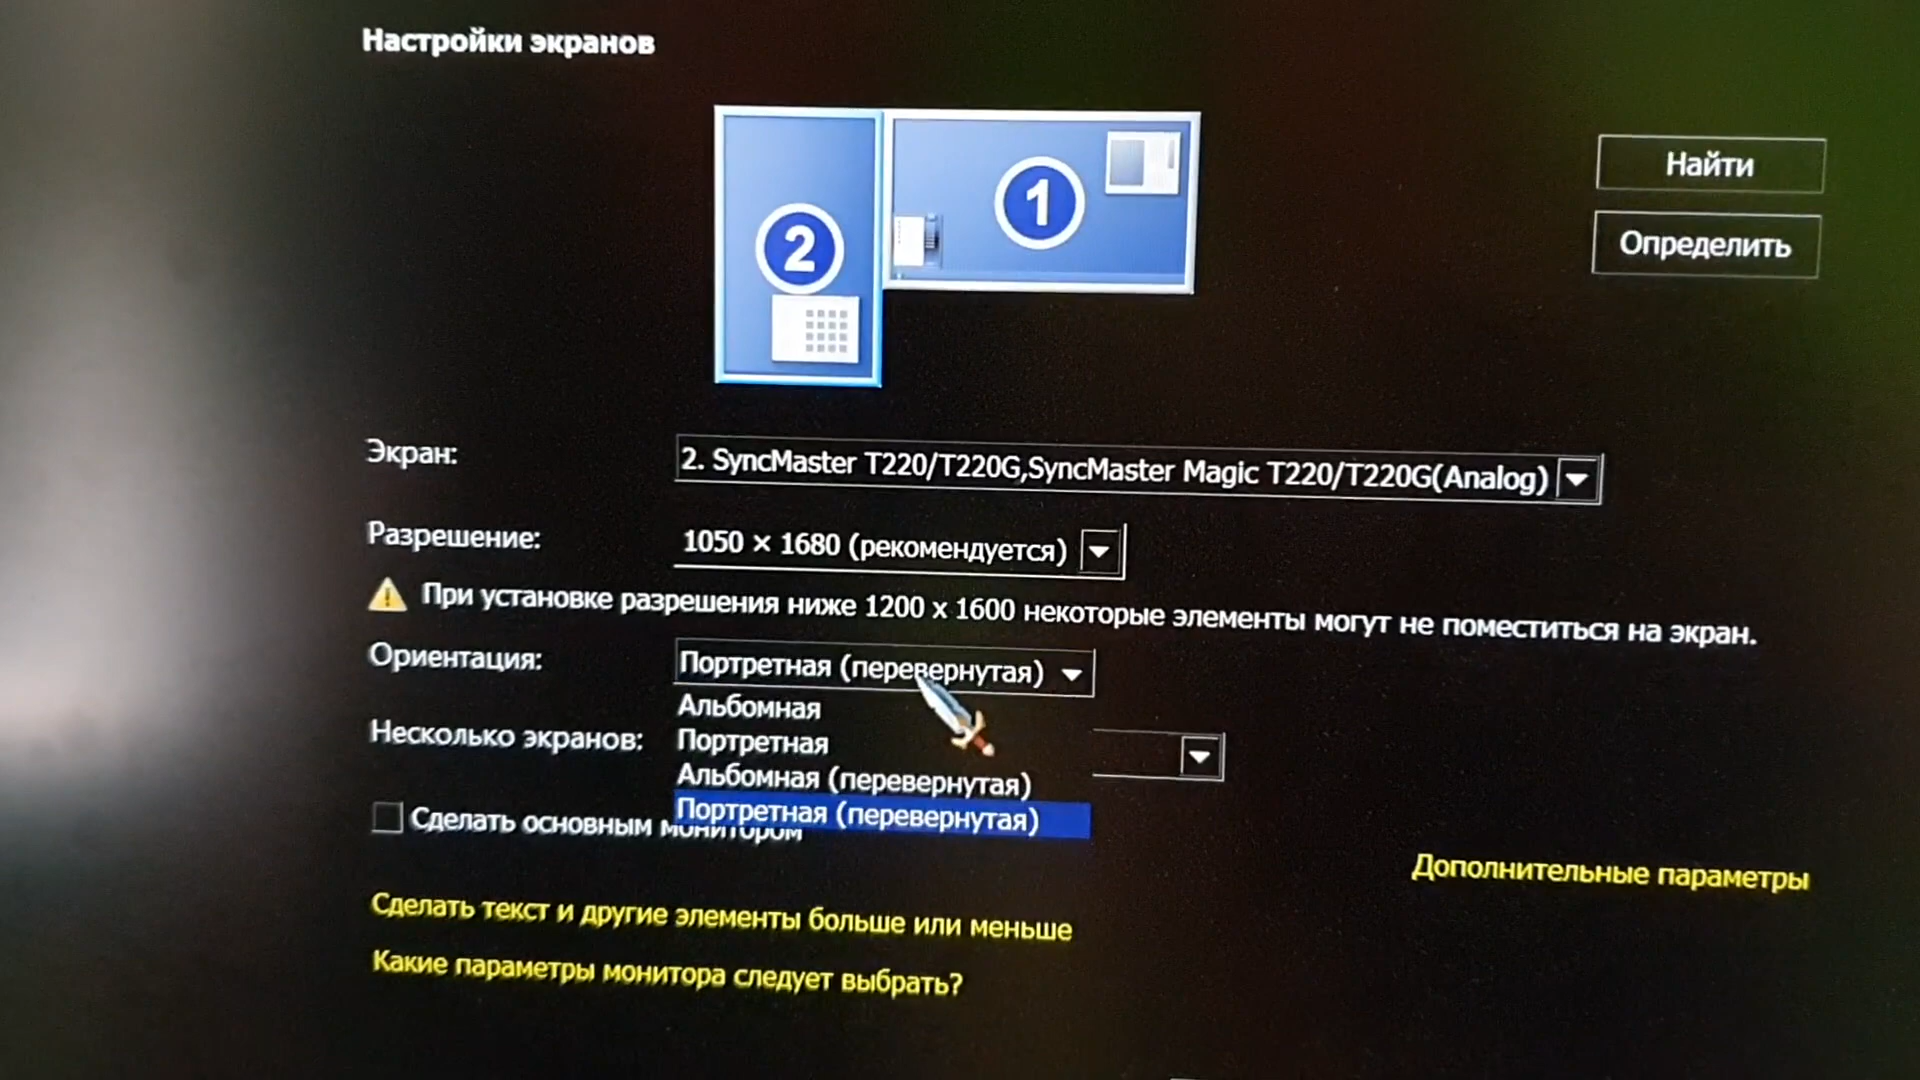 Настройки экранов
2
1
Найти
Определить
Экран:
2. SyncMaster T220/T220G,SyncMaster Magic T220/T220G(Analog)
Разрешение:
1050 × 1680 (рекомендуется)
При установке разрешения ниже 1200 x 1600 некоторые элементы могут не поместиться на экран.
Ориентация:
Портретная (перевернутая)
Альбомная
Портретная
Альбомная (перевернутая)
Портретная (перевернутая)
Несколько экранов:
Сделать основным монитором
Дополнительные параметры
Сделать текст и другие элементы больше или меньше
Какие параметры монитора следует выбрать?